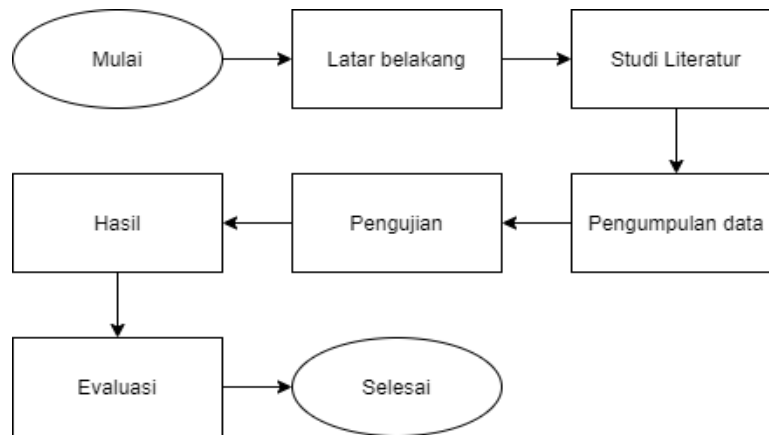 Mulai
Latar belakang
Studi Literatur
Pengumpulan data
Pengujian
Hasil
Evaluasi
Selesai